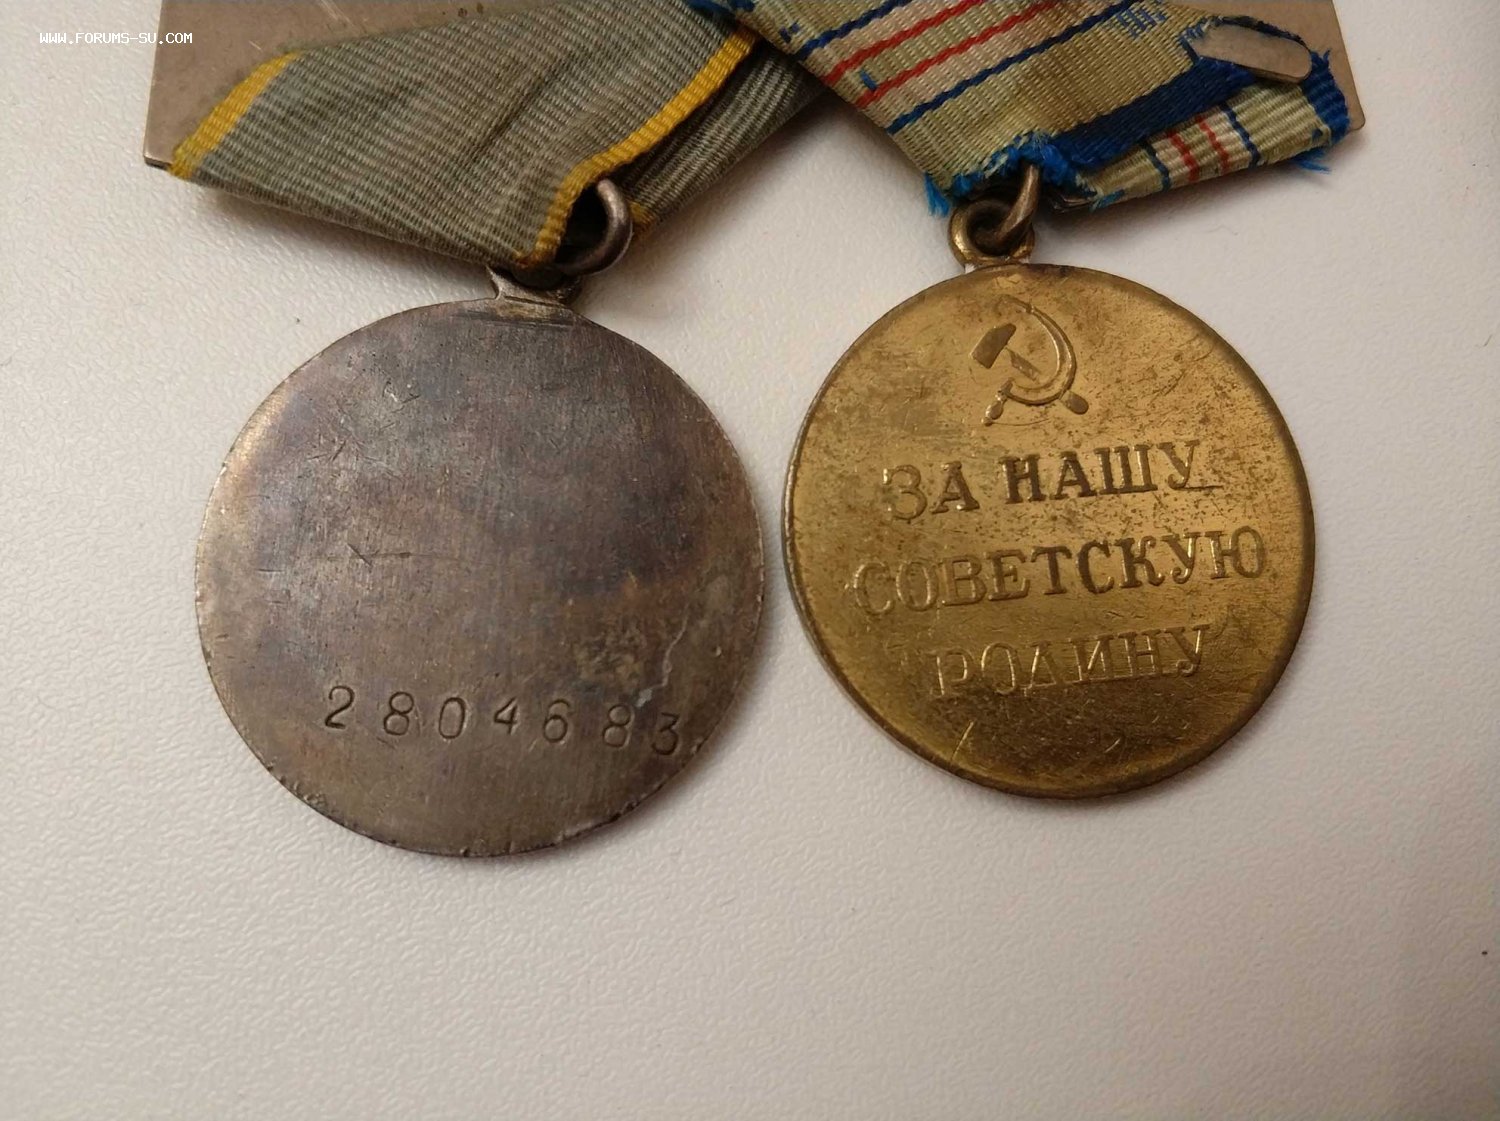 WWW.FORUMS-SU.COM
2804683
ЗА НАШУ
СОВЕТСКУЮ
РОДИНУ